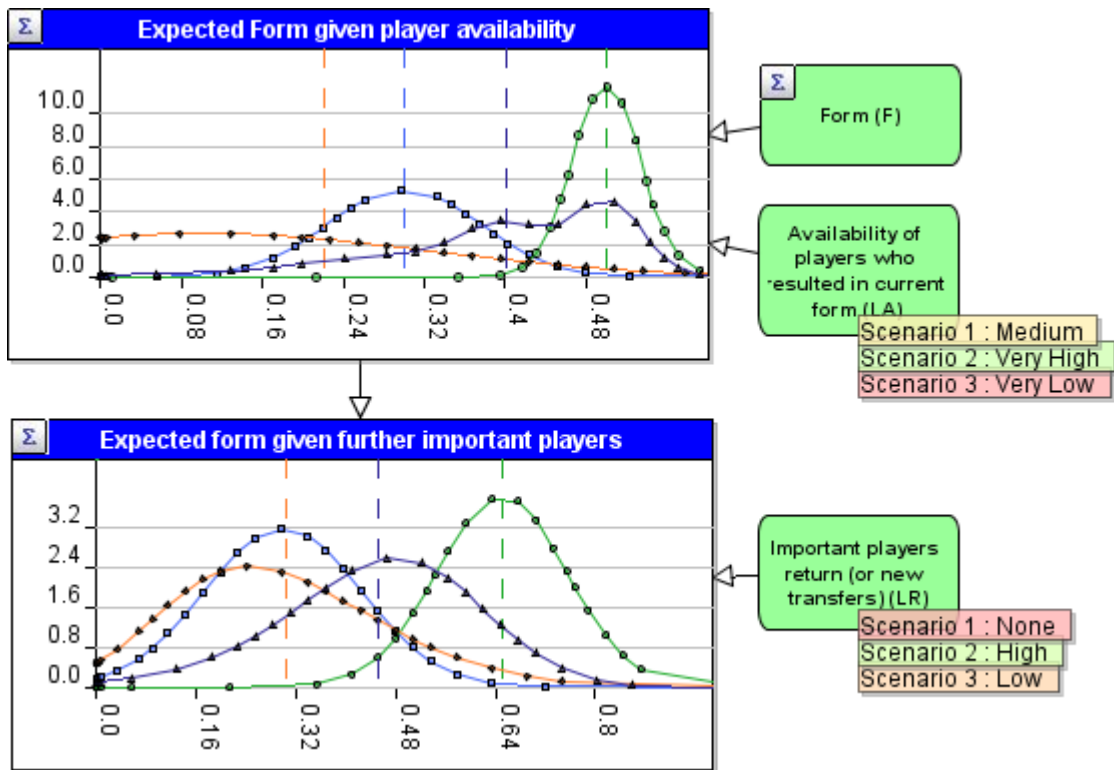 Σ
Expected Form given player availability
10.0
8.0
6.0
4.0
2.0
0.0
0.0
0.08
0.16
0.24
0.32
0.4
0.48
Σ
Form (F)
Availability of
players who
resulted in current
form (LA)
Scenario 1 : Medium
Scenario 2 : Very High
Scenario 3 : Very Low
Σ
Expected form given further important players
3.2
2.4
1.6
0.8
0.0
0.0
0.16
0.32
0.48
0.64
0.8
Important players
return (or new
transfers) (LR)
Scenario 1 : None
Scenario 2 : High
Scenario 3 : Low